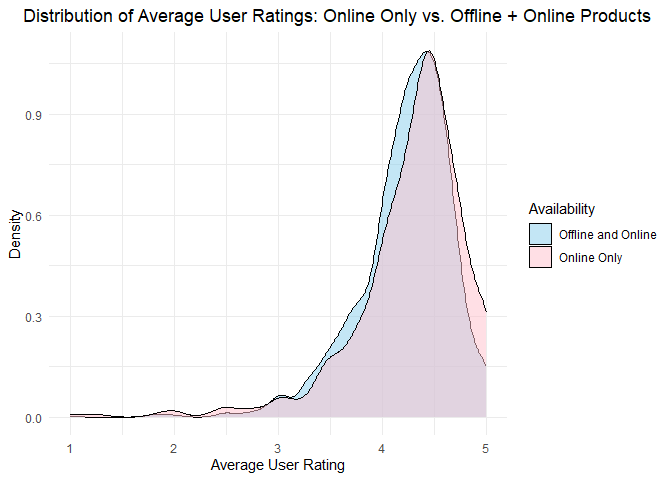 Distribution of Average User Ratings: Online Only vs. Offline + Online Products
Density
0.9
0.6
0.3
0.0
1 2 3 4 5
Average User Rating
Availability
Offline and Online
Online Only